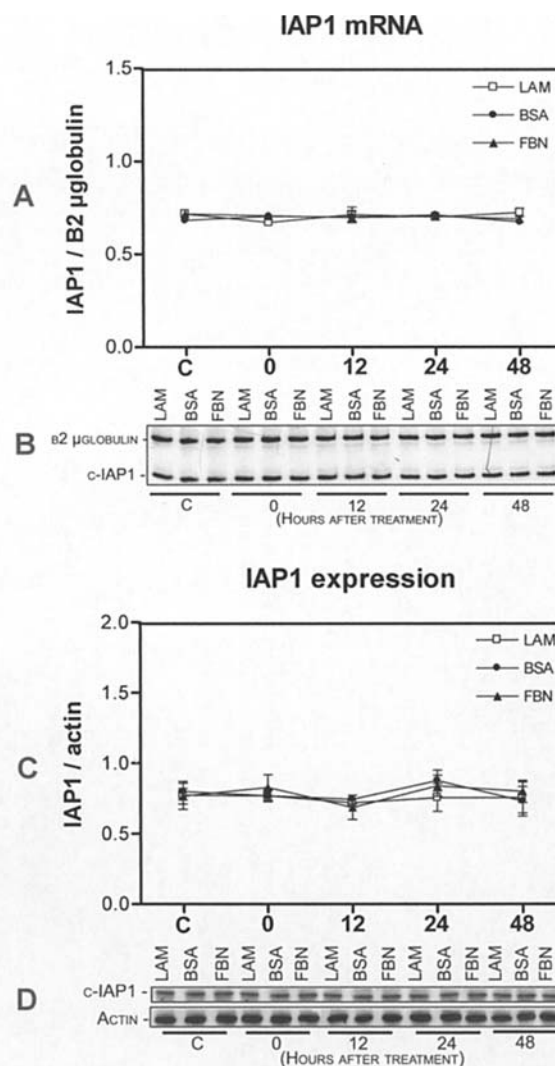 IAP1 mRNA
1.5
LAM
BSA
FBN
1.0
A
IAP1 / B2 µglobulin
0.5
0.0
C 0 12 24 48
LAM BSA FBN LAM BSA FBN LAM BSA FBN LAM BSA FBN LAM BSA FBN
B
B2 µGLOBULIN -
C-IAP1 -
C 0 12 24 48
(HOURS AFTER TREATMENT)
IAP1 expression
2.0
LAM
BSA
FBN
1.5
C
IAP1 / actin
1.0
0.5
0.0
C 0 12 24 48
LAM BSA FBN LAM BSA FBN LAM BSA FBN LAM BSA FBN LAM BSA FBN
D
C-IAP1 -
ACTIN -
C 0 12 24 48
(HOURS AFTER TREATMENT)